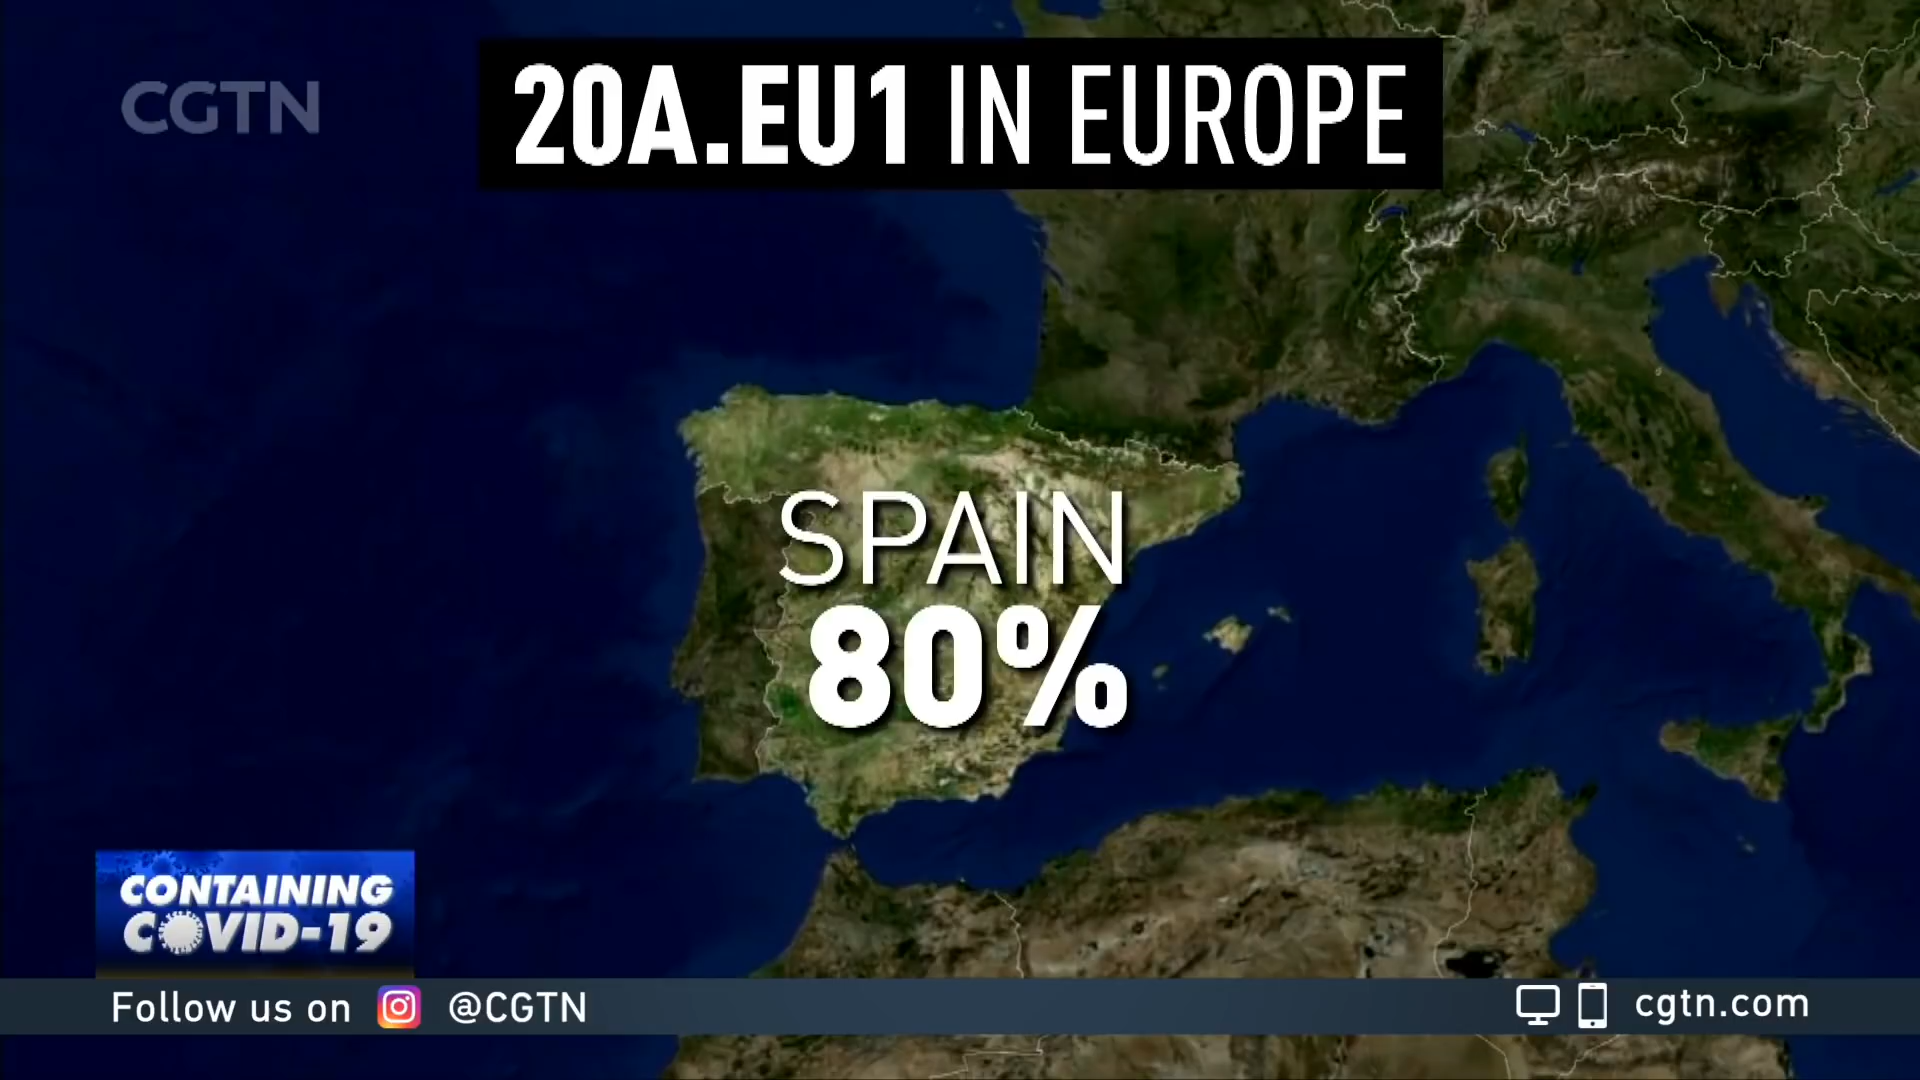 20A.EU1 IN EUROPE
CGTN
SPAIN
80%
CONTAINING
COVID-19
Follow us on @CGTN
cgtn.com